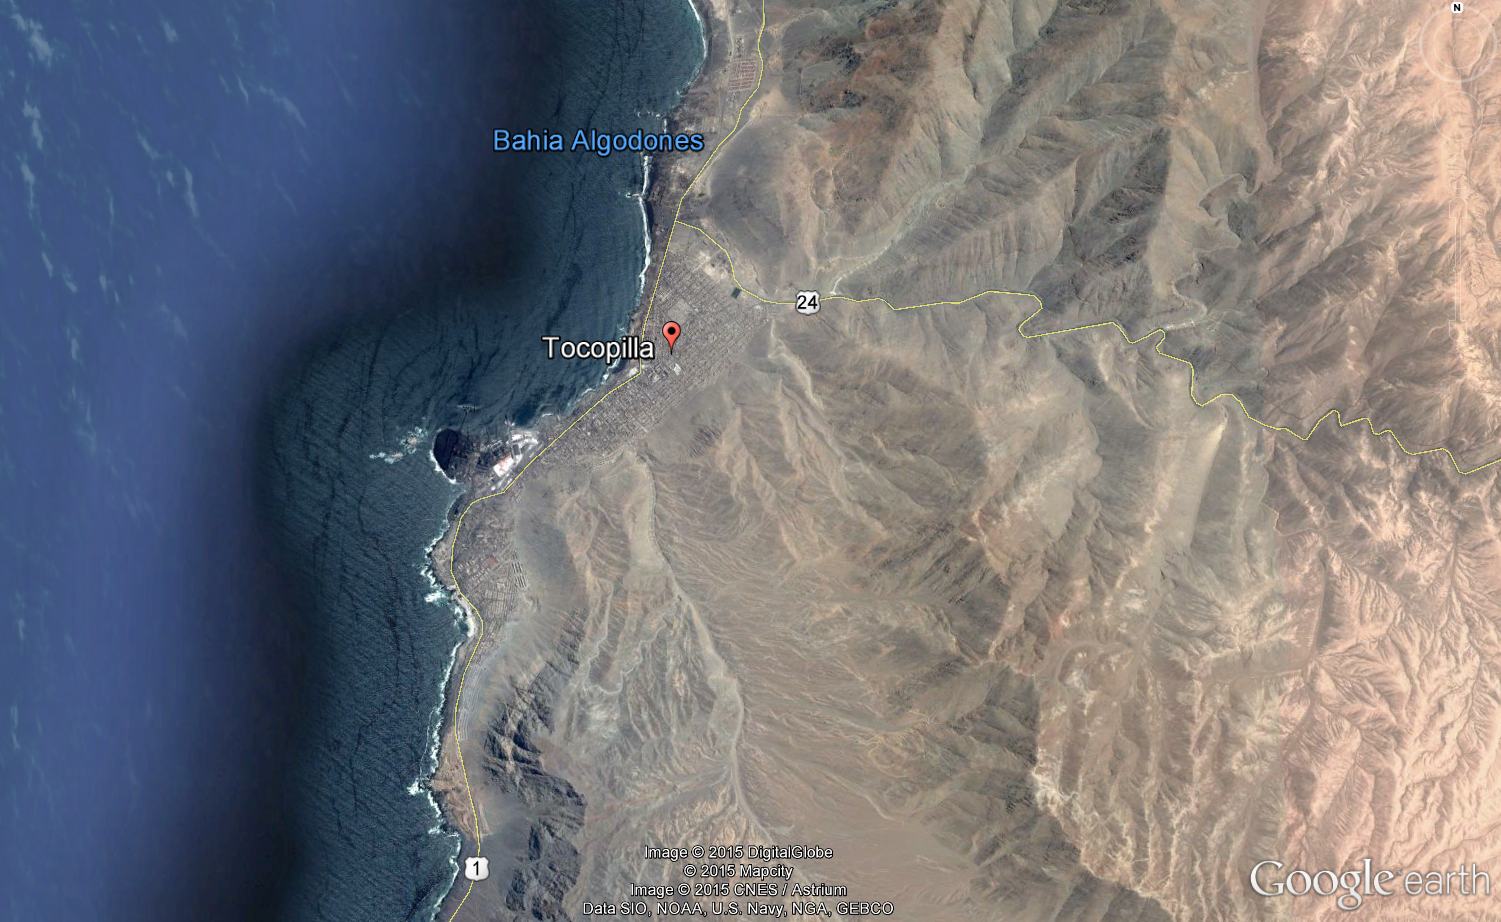 N
Bahia Algodones
24
Tocopilla
1
Image © 2015 DigitalGlobe
© 2015 Mapcity
Image © 2015 CNES / Astrium
Data SIO, NOAA, U.S. Navy, NGA, GEBCO
Google earth